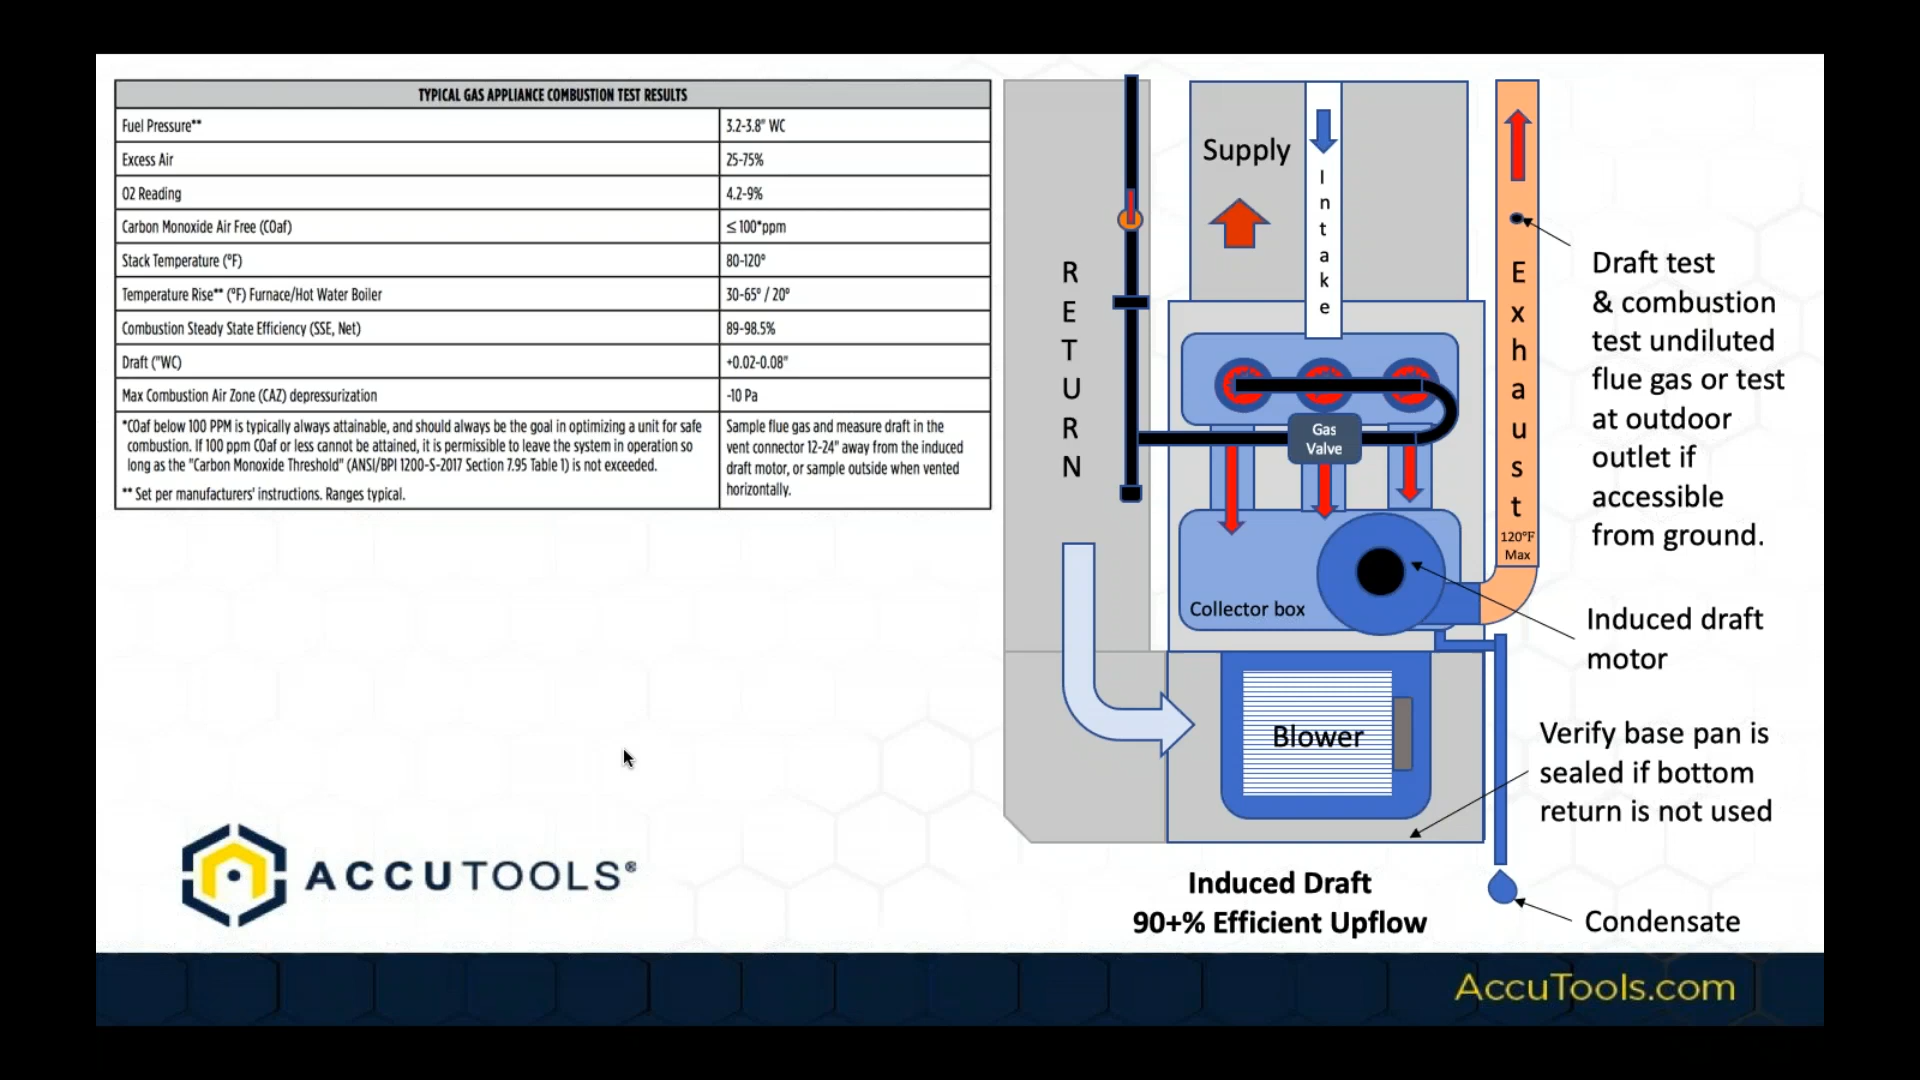 TYPICAL GAS APPLIANCE COMBUSTION TEST RESULTS
Fuel Pressure** 3.2-3.8" WC
Excess Air 25-75%
O2 Reading 4.2-9%
Carbon Monoxide Air Free (COaf) ≤100*ppm
Stack Temperature (°F) 80-120°
Temperature Rise** (°F) Furnace/Hot Water Boiler 30-65° / 20°
Combustion Steady State Efficiency (SSE, Net) 89-98.5%
Draft ("WC) +0.02-0.08"
Max Combustion Air Zone (CAZ) depressurization -10 Pa
*COaf below 100 PPM is typically always attainable, and should always be the goal in optimizing a unit for safe
combustion. If 100 ppm COaf or less cannot be attained, it is permissible to leave the system in operation so
long as the "Carbon Monoxide Threshold" (ANSI/BPI 1200-S-2017 Section 7.95 Table 1) is not exceeded.
** Set per manufacturers' instructions. Ranges typical.
Sample flue gas and measure draft in the
vent connector 12-24" away from the induced
draft motor, or sample outside when vented
horizontally.
RETURN
Supply
Intake
Exhaust
120°F
Max
Gas
Valve
Collector box
Blower
Draft test
& combustion
test undiluted
flue gas or test
at outdoor
outlet if
accessible
from ground.
Induced draft
motor
Verify base pan is
sealed if bottom
return is not used
Condensate
Induced Draft
90+% Efficient Upflow
ACCUTOOLS®
AccuTools.com